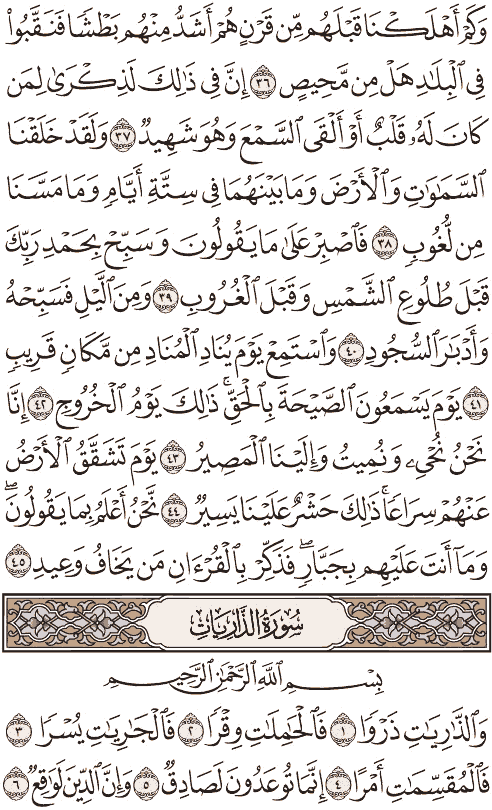 وَكَمْ أَهْلَكْنَا قَبْلَهُم مِّن قَرْنٍ هُمْ أَشَدُّ مِنْهُم بَطْشًا فَنَقَّبُوا۟
فِى ٱلْبِلَٰدِ هَلْ مِن مَّحِيصٍ ٣٦ إِنَّ فِى ذَٰلِكَ لَذِكْرَىٰ لِمَن
كَانَ لَهُۥ قَلْبٌ أَوْ أَلْقَى ٱلسَّمْعَ وَهُوَ شَهِيدٌ ٣٧ وَلَقَدْ خَلَقْنَا
ٱلسَّمَٰوَٰتِ وَٱلْأَرْضَ وَمَا بَيْنَهُمَا فِى سِتَّةِ أَيَّامٍ وَمَا مَسَّنَا
مِن لُّغُوبٍ ٣٨ فَٱصْبِرْ عَلَىٰ مَا يَقُولُونَ وَسَبِّحْ بِحَمْدِ رَبِّكَ
قَبْلَ طُلُوعِ ٱلشَّمْسِ وَقَبْلَ ٱلْغُرُوبِ ٣٩ وَمِنَ ٱلَّيْلِ فَسَبِّحْهُ
وَأَدْبَٰرَ ٱلسُّجُودِ ٤٠ وَٱسْتَمِعْ يَوْمَ يُنَادِ ٱلْمُنَادِ مِن مَّكَانٍ قَرِيبٍ
٤١ يَوْمَ يَسْمَعُونَ ٱلصَّيْحَةَ بِٱلْحَقِّ ۚ ذَٰلِكَ يَوْمُ ٱلْخُرُوجِ ٤٢ إِنَّا
نَحْنُ نُحْىِۦ وَنُمِيتُ وَإِلَيْنَا ٱلْمَصِيرُ ٤٣ يَوْمَ تَشَقَّقُ ٱلْأَرْضُ
عَنْهُمْ سِرَاعًا ۚ ذَٰلِكَ حَشْرٌ عَلَيْنَا يَسِيرٌ ٤٤ نَّحْنُ أَعْلَمُ بِمَا يَقُولُونَ ۖ
وَمَآ أَنتَ عَلَيْهِم بِجَبَّارٍ ۖ فَذَكِّرْ بِٱلْقُرْءَانِ مَن يَخَافُ وَعِيدِ ٤٥
سُورَةُ الذَّارِيَاتِ
بِسْمِ ٱللَّهِ ٱلرَّحْمَٰنِ ٱلرَّحِيمِ
وَٱلذَّٰرِيَٰتِ ذَرْوًا ١ فَٱلْحَٰمِلَٰتِ وِقْرًا ٢ فَٱلْجَٰرِيَٰتِ يُسْرًا ٣
فَٱلْمُقَسِّمَٰتِ أَمْرًا ٤ إِنَّمَا تُوعَدُونَ لَصَادِقٌ ٥ وَإِنَّ ٱلدِّينَ لَوَٰقِعٌ ٦